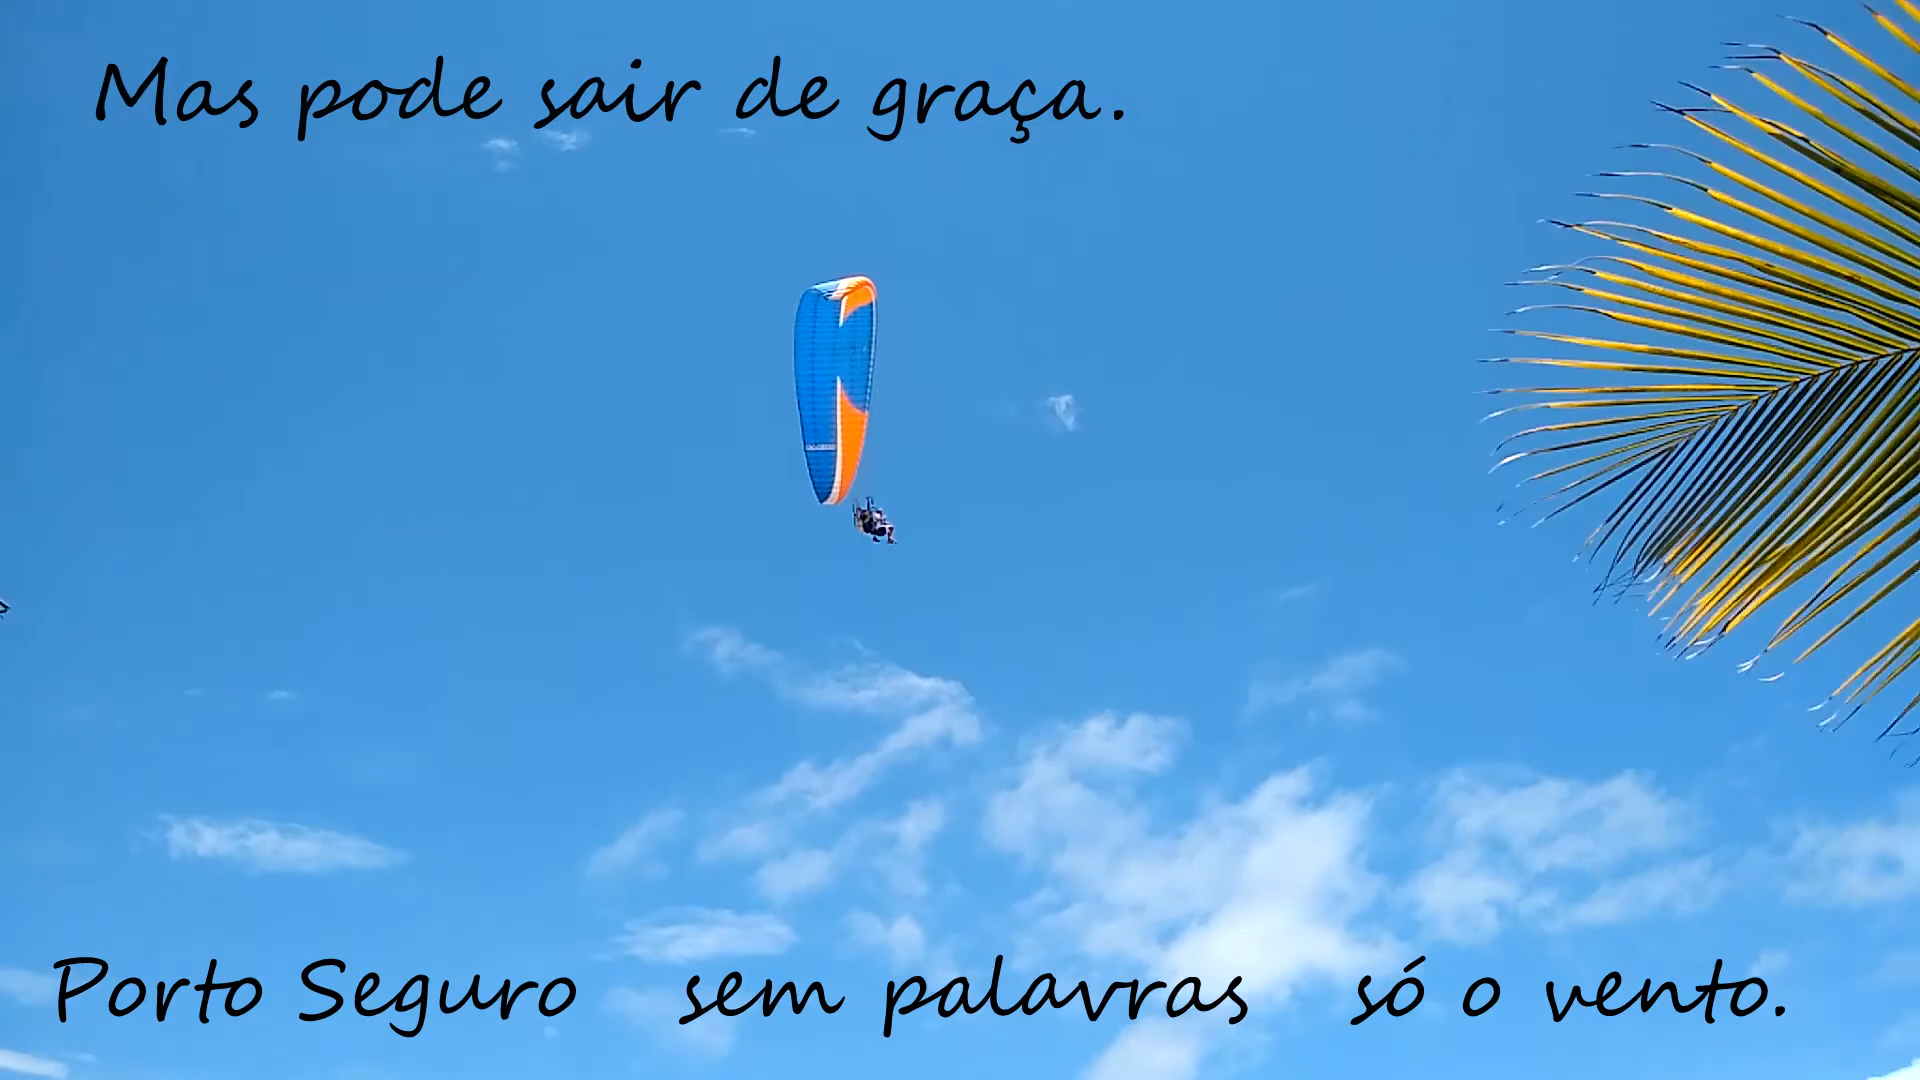 Mas pode sair de graça.
Porto Seguro sem palavras só o vento.